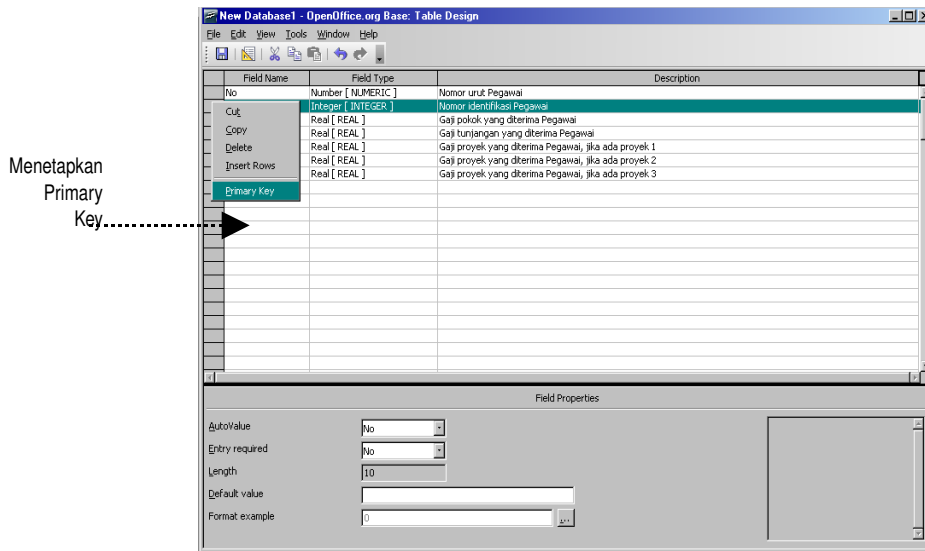 New Database1 - OpenOffice.org Base: Table Design
File Edit View Tools Window Help
Field Name Field Type Description
No Number [ NUMERIC ] Nomor urut Pegawai
Integer [ INTEGER ] Nomor identifikasi Pegawai
Real [ REAL ] Gaji pokok yang diterima Pegawai
Real [ REAL ] Gaji tunjangan yang diterima Pegawai
Real [ REAL ] Gaji proyek yang diterima Pegawai, jika ada proyek 1
Real [ REAL ] Gaji proyek yang diterima Pegawai, jika ada proyek 2
Real [ REAL ] Gaji proyek yang diterima Pegawai, jika ada proyek 3
Cut
Copy
Delete
Insert Rows
Primary Key
Menetapkan
Primary
Key
Field Properties
AutoValue No
Entry required No
Length 10
Default value
Format example 0 ...